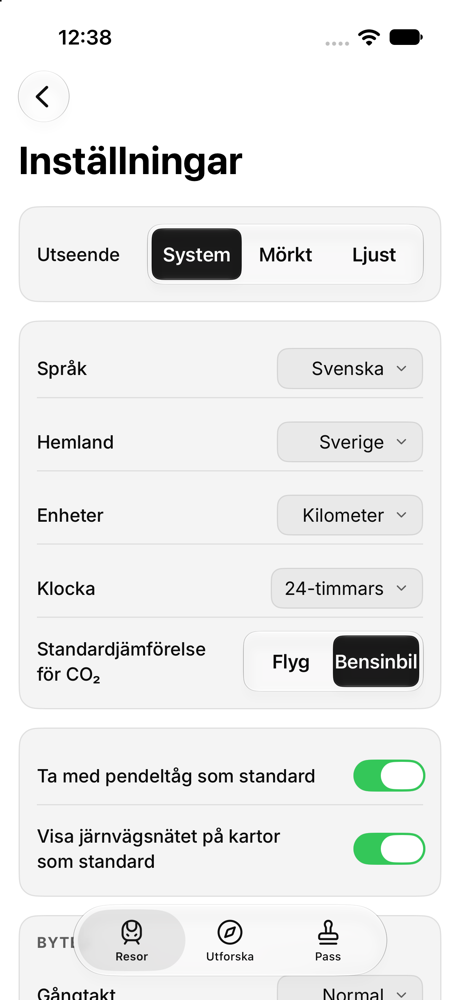 12:38
Inställningar
Utseende
System
Mörkt
Ljust
Språk
Svenska
Hemland
Sverige
Enheter
Kilometer
Klocka
24-timmars
Standardjämförelse
för CO₂
Flyg
Bensinbil
Ta med pendeltåg som standard
Visa järnvägsnätet på kartor
som standard
Resor
Utforska
Pass
Gångtakt
Normal